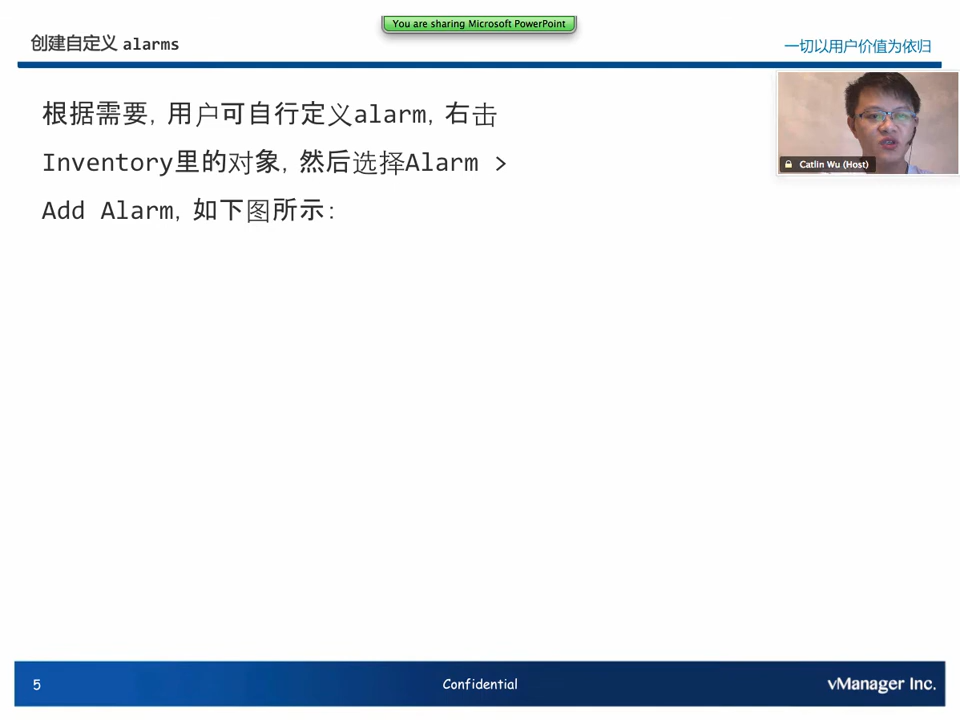 You are sharing Microsoft PowerPoint
创建自定义 alarms
一切以用户价值为依归
根据需要, 用户可自行定义alarm, 右击
Inventory里的对象, 然后选择Alarm >
Add Alarm, 如下图所示:
Catlin Wu (Host)
5
Confidential
vManager Inc.